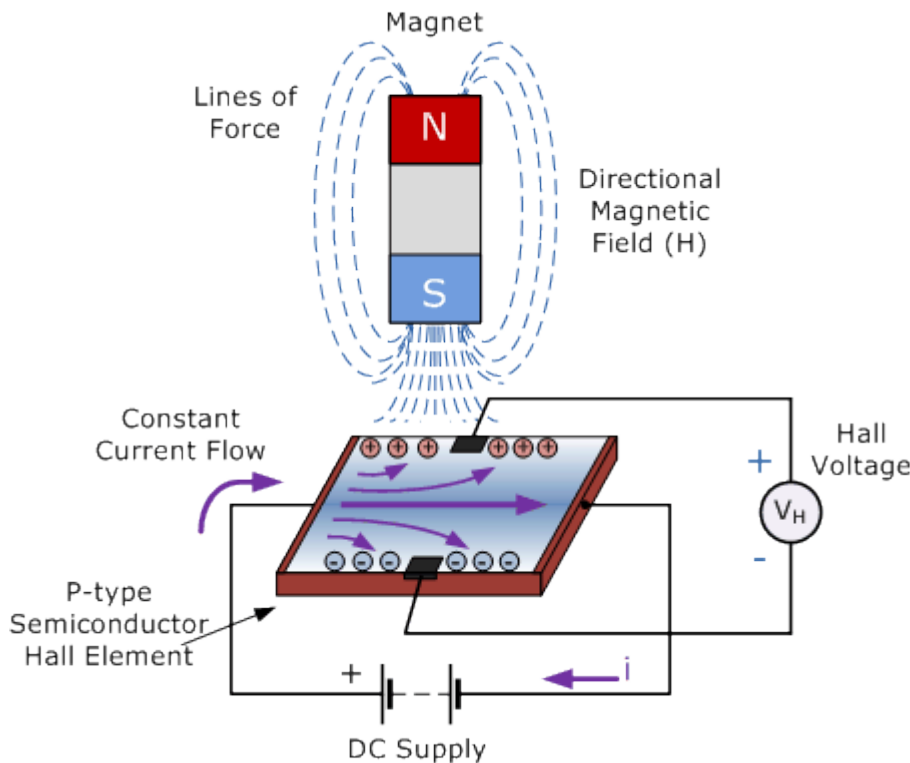 Magnet
Lines of
Force
N
Directional
Magnetic
Field (H)
S
Constant
Current Flow
Hall
Voltage
+ + + + + +
+
VH
-
- - - - - -
P-type
Semiconductor
Hall Element
+
i
DC Supply